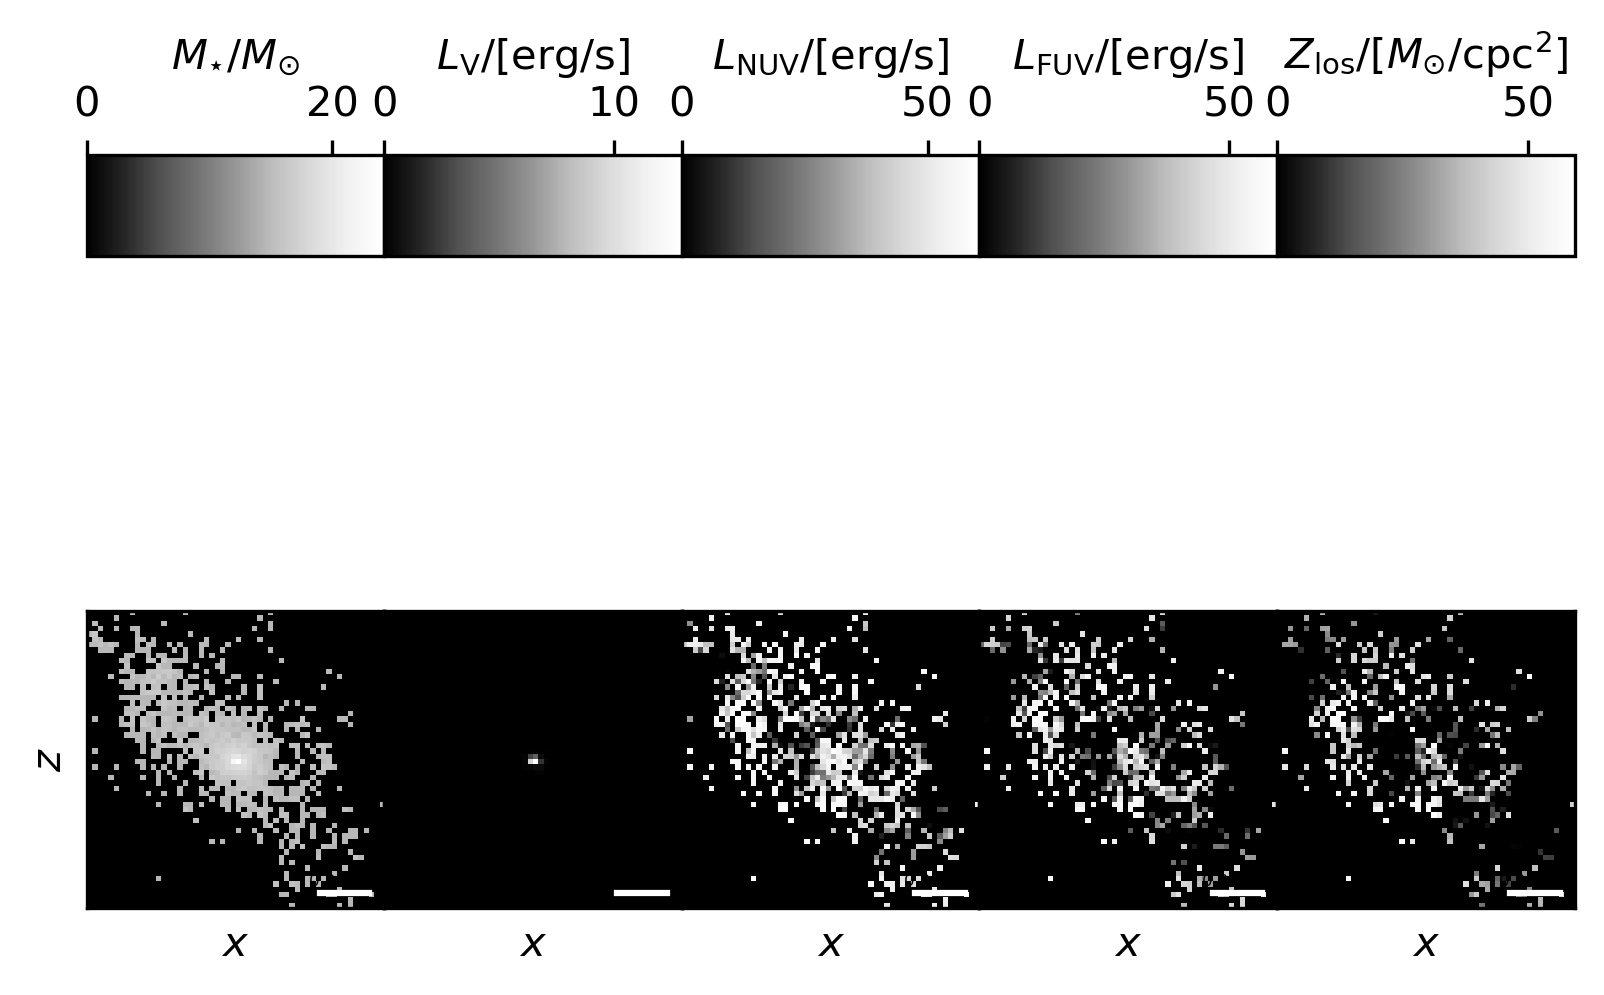 M⋆/M⊙ L_V/[erg/s] L_NUV/[erg/s] L_FUV/[erg/s] Z_los/[M⊙/cpc²]
0 20 0 10 0 50 0 50 0 50
z
x x x x x